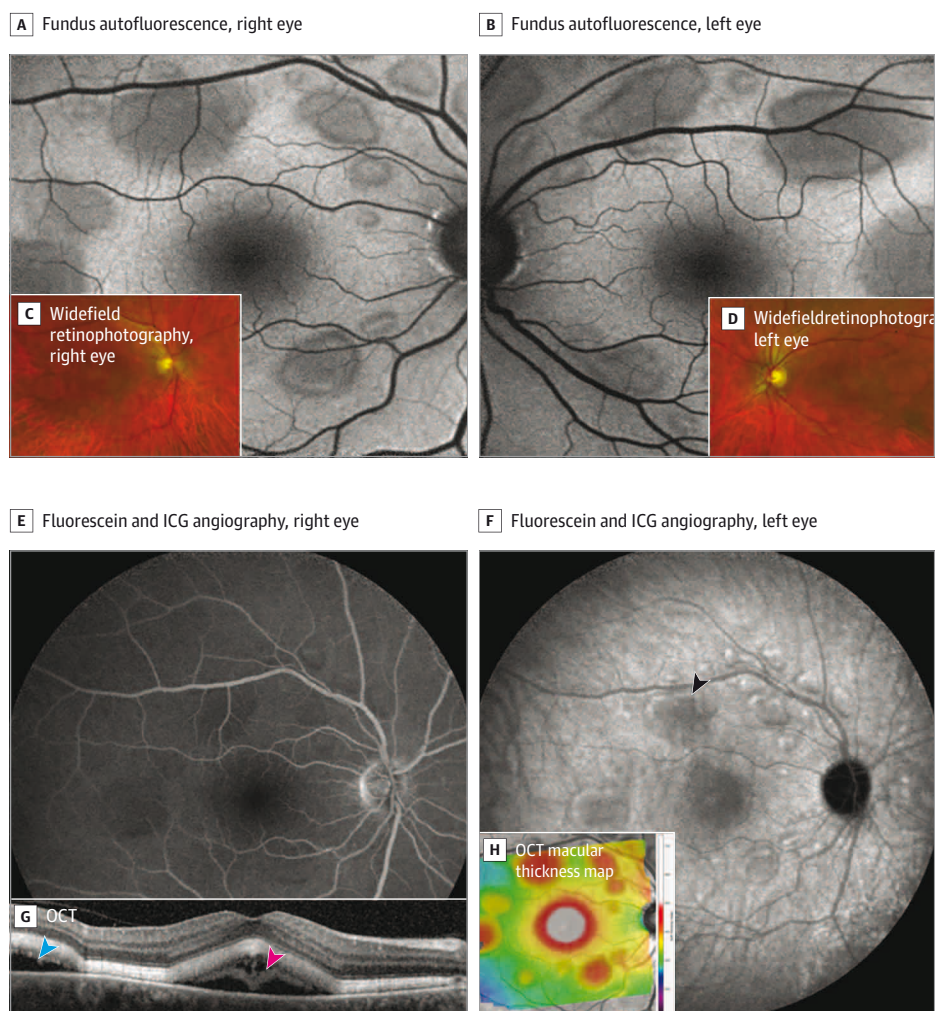 A Fundus autofluorescence, right eye
B Fundus autofluorescence, left eye
C Widefield
retinophotography,
right eye
D Widefieldretinophotogra
left eye
E Fluorescein and ICG angiography, right eye
F Fluorescein and ICG angiography, left eye
G OCT
H OCT macular
thickness map